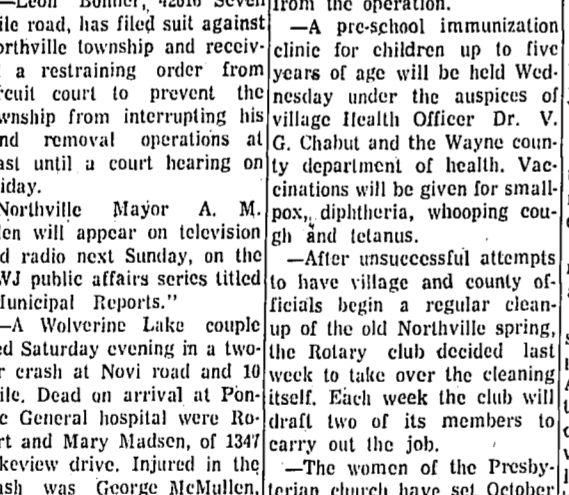 —Leon Bonner, 42010 Seven
ile road, has filed suit against
orthville township and receiv-
a restraining order from
rcuit court to prevent the
wnship from interrupting his
nd removal operations at
ast until a court hearing on
iday.
Northville Mayor A. M.
len will appear on television
d radio next Sunday, on the
WJ public affairs series titled
Municipal Reports."
—A Wolverine Lake couple
ed Saturday evening in a two-
r crash at Novi road and 10
ile. Dead on arrival at Pon-
c General hospital were Ro-
rt and Mary Madsen, of 1347
keview drive. Injured in the
ash was George McMullen,
from the operation.
—A pre-school immunization
clinic for children up to five
years of age will be held Wed-
nesday under the auspices of
village Health Officer Dr. V.
G. Chabut and the Wayne coun-
ty department of health. Vac-
cinations will be given for small-
pox, diphtheria, whooping cou-
gh and tetanus.
—After unsuccessful attempts
to have village and county of-
ficials begin a regular clean-
up of the old Northville spring,
the Rotary club decided last
week to take over the cleaning
itself. Each week the club will
draft two of its members to
carry out the job.
—The women of the Presby-
terian church have set October